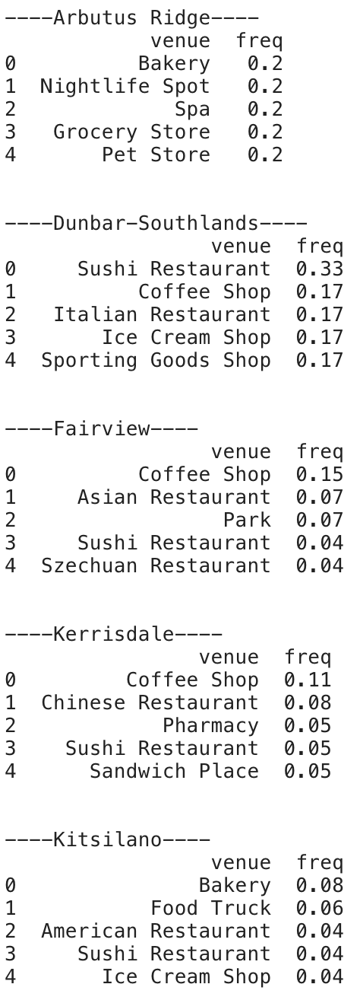 ----Arbutus Ridge----
            venue  freq
0          Bakery   0.2
1  Nightlife Spot   0.2
2             Spa   0.2
3   Grocery Store   0.2
4       Pet Store   0.2
----Dunbar-Southlands----
                 venue  freq
0     Sushi Restaurant  0.33
1          Coffee Shop  0.17
2   Italian Restaurant  0.17
3       Ice Cream Shop  0.17
4  Sporting Goods Shop  0.17
----Fairview----
                 venue  freq
0          Coffee Shop  0.15
1     Asian Restaurant  0.07
2                 Park  0.07
3     Sushi Restaurant  0.04
4  Szechuan Restaurant  0.04
----Kerrisdale----
                venue  freq
0         Coffee Shop  0.11
1  Chinese Restaurant  0.08
2            Pharmacy  0.05
3    Sushi Restaurant  0.05
4      Sandwich Place  0.05
----Kitsilano----
                 venue  freq
0               Bakery  0.08
1           Food Truck  0.06
2  American Restaurant  0.04
3     Sushi Restaurant  0.04
4       Ice Cream Shop  0.04